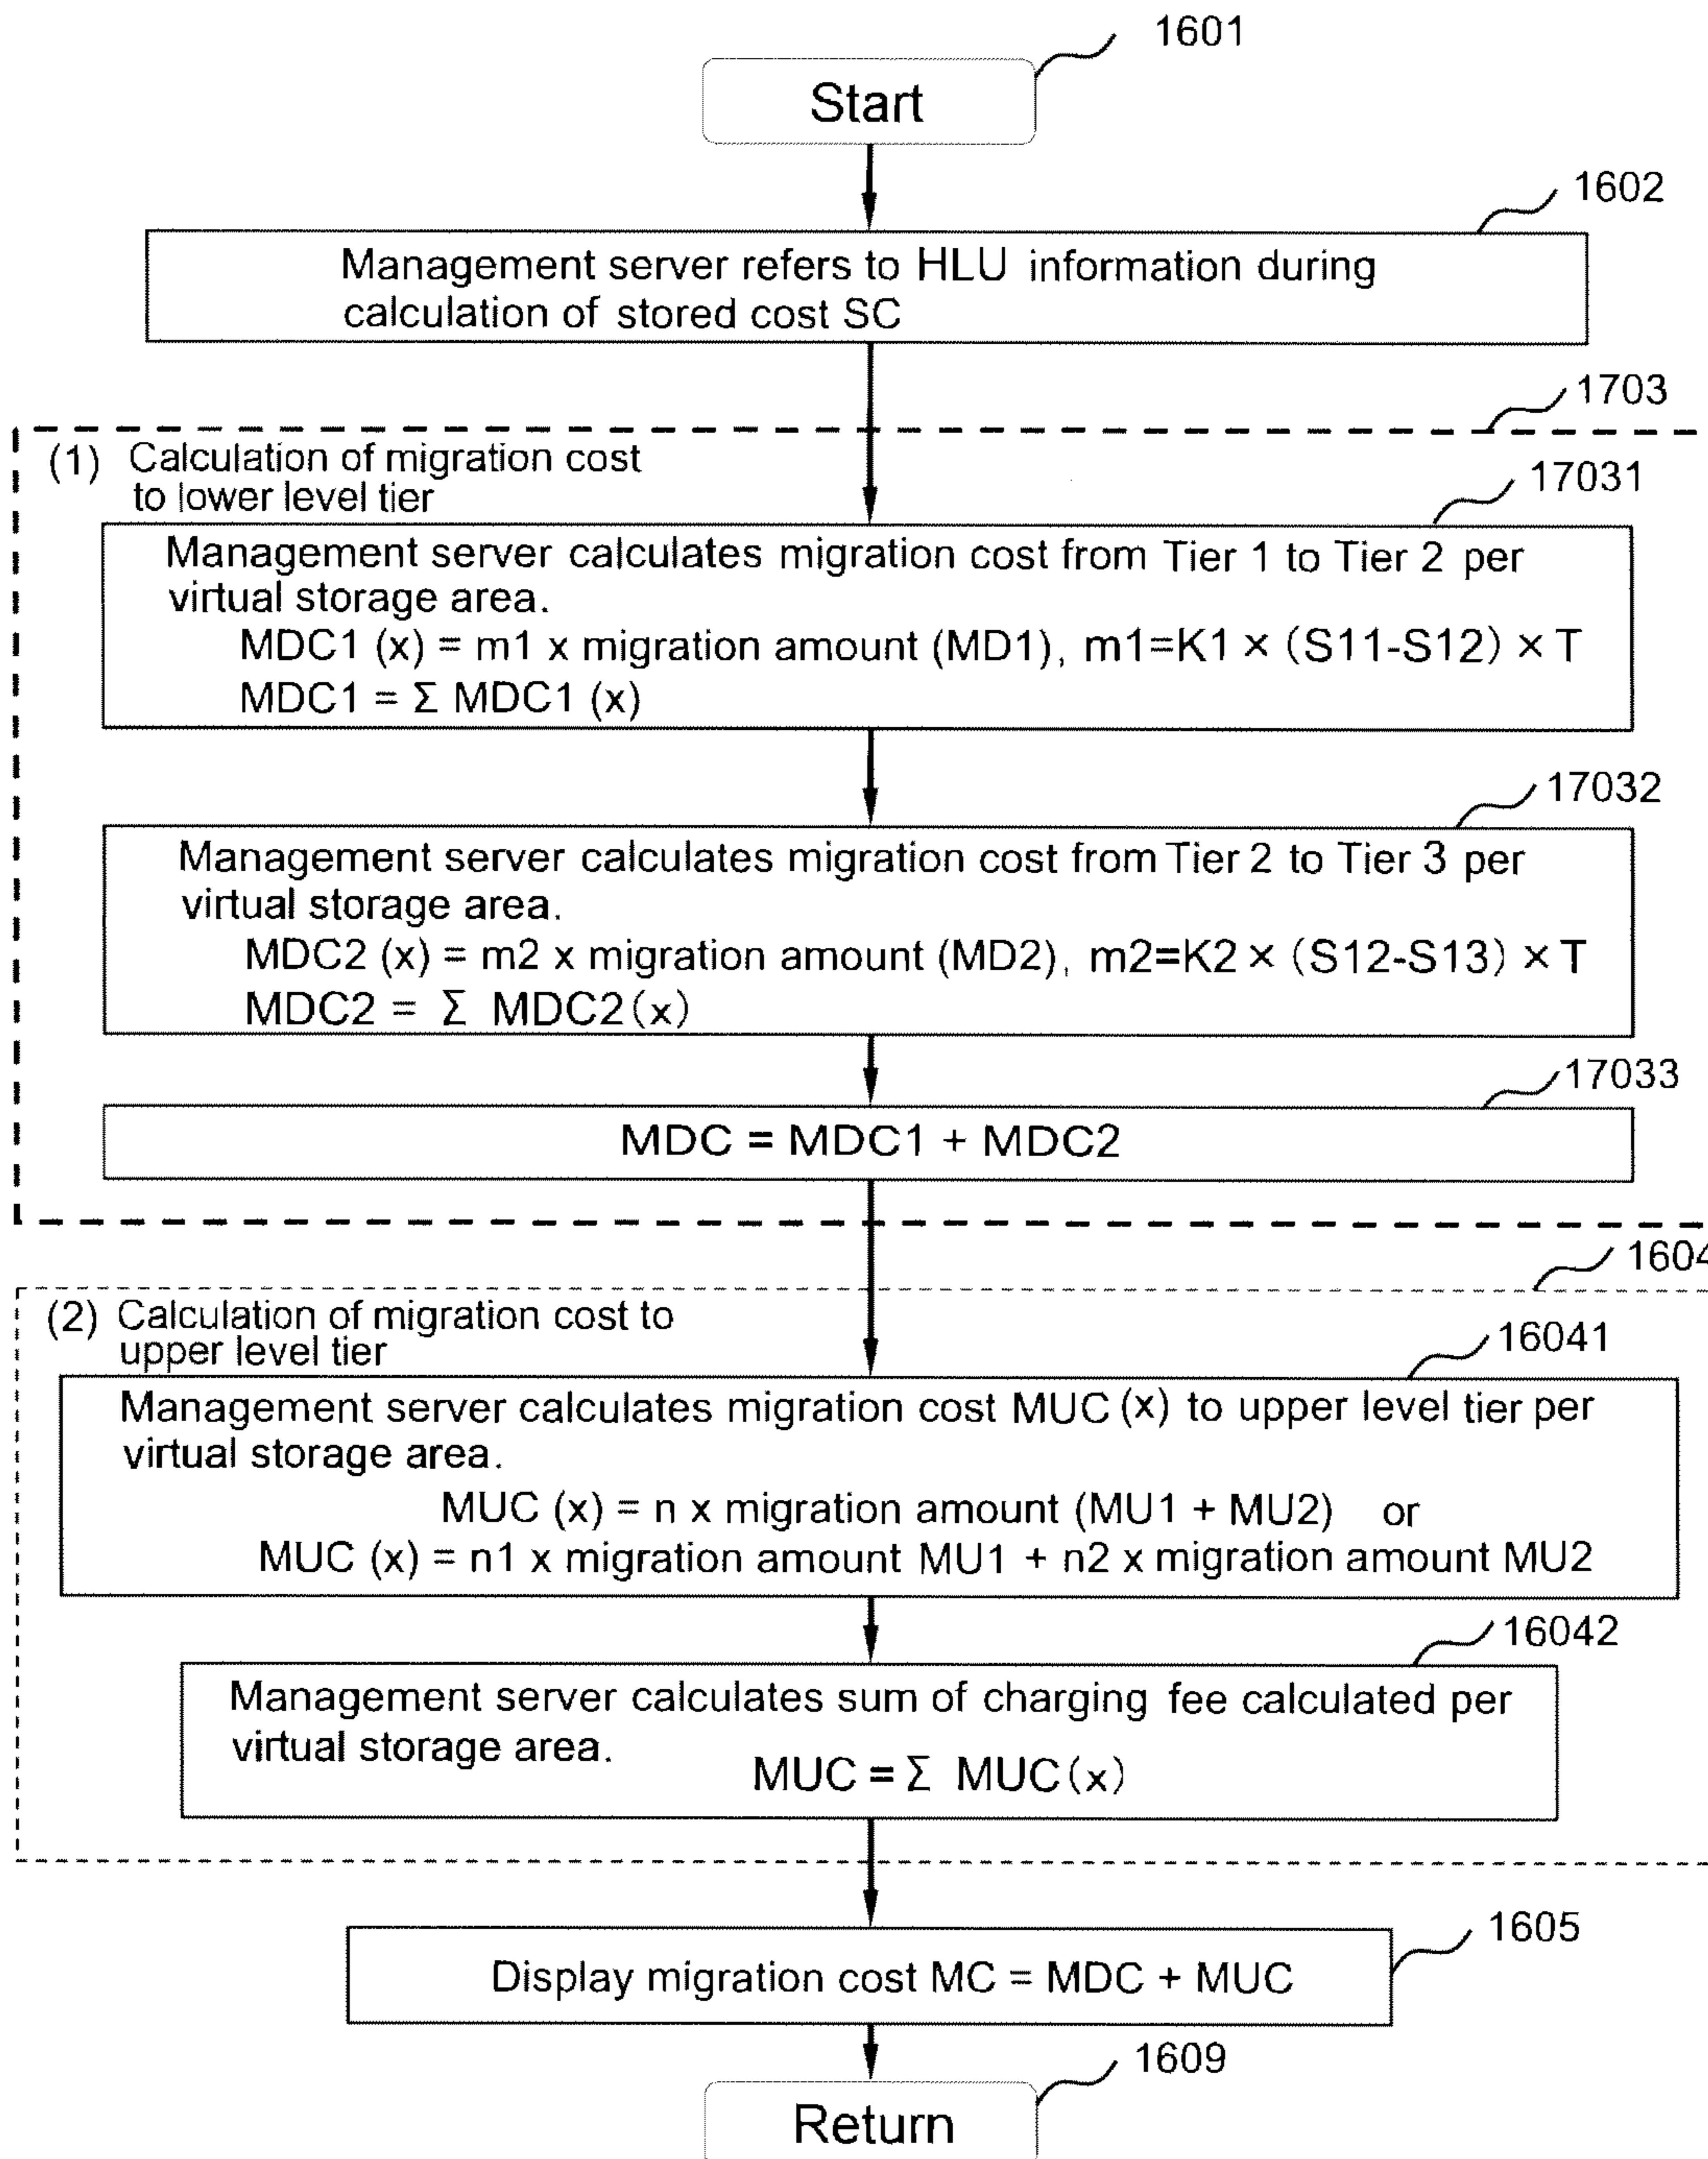 1601
Start
1602
Management server refers to HLU information during
calculation of stored cost SC
1703
(1) Calculation of migration cost
to lower level tier
17031
Management server calculates migration cost from Tier 1 to Tier 2 per
virtual storage area.
MDC1 (x) = m1 x migration amount (MD1), m1=K1 × (S11-S12) × T
MDC1 = Σ MDC1 (x)
17032
Management server calculates migration cost from Tier 2 to Tier 3 per
virtual storage area.
MDC2 (x) = m2 x migration amount (MD2), m2=K2 × (S12-S13) × T
MDC2 = Σ MDC2(x)
17033
MDC = MDC1 + MDC2
1604
(2) Calculation of migration cost to
upper level tier
16041
Management server calculates migration cost MUC(x) to upper level tier per
virtual storage area.
MUC (x) = n x migration amount (MU1 + MU2) or
MUC (x) = n1 x migration amount MU1 + n2 x migration amount MU2
16042
Management server calculates sum of charging fee calculated per
virtual storage area.
MUC = Σ MUC(x)
1605
Display migration cost MC = MDC + MUC
1609
Return